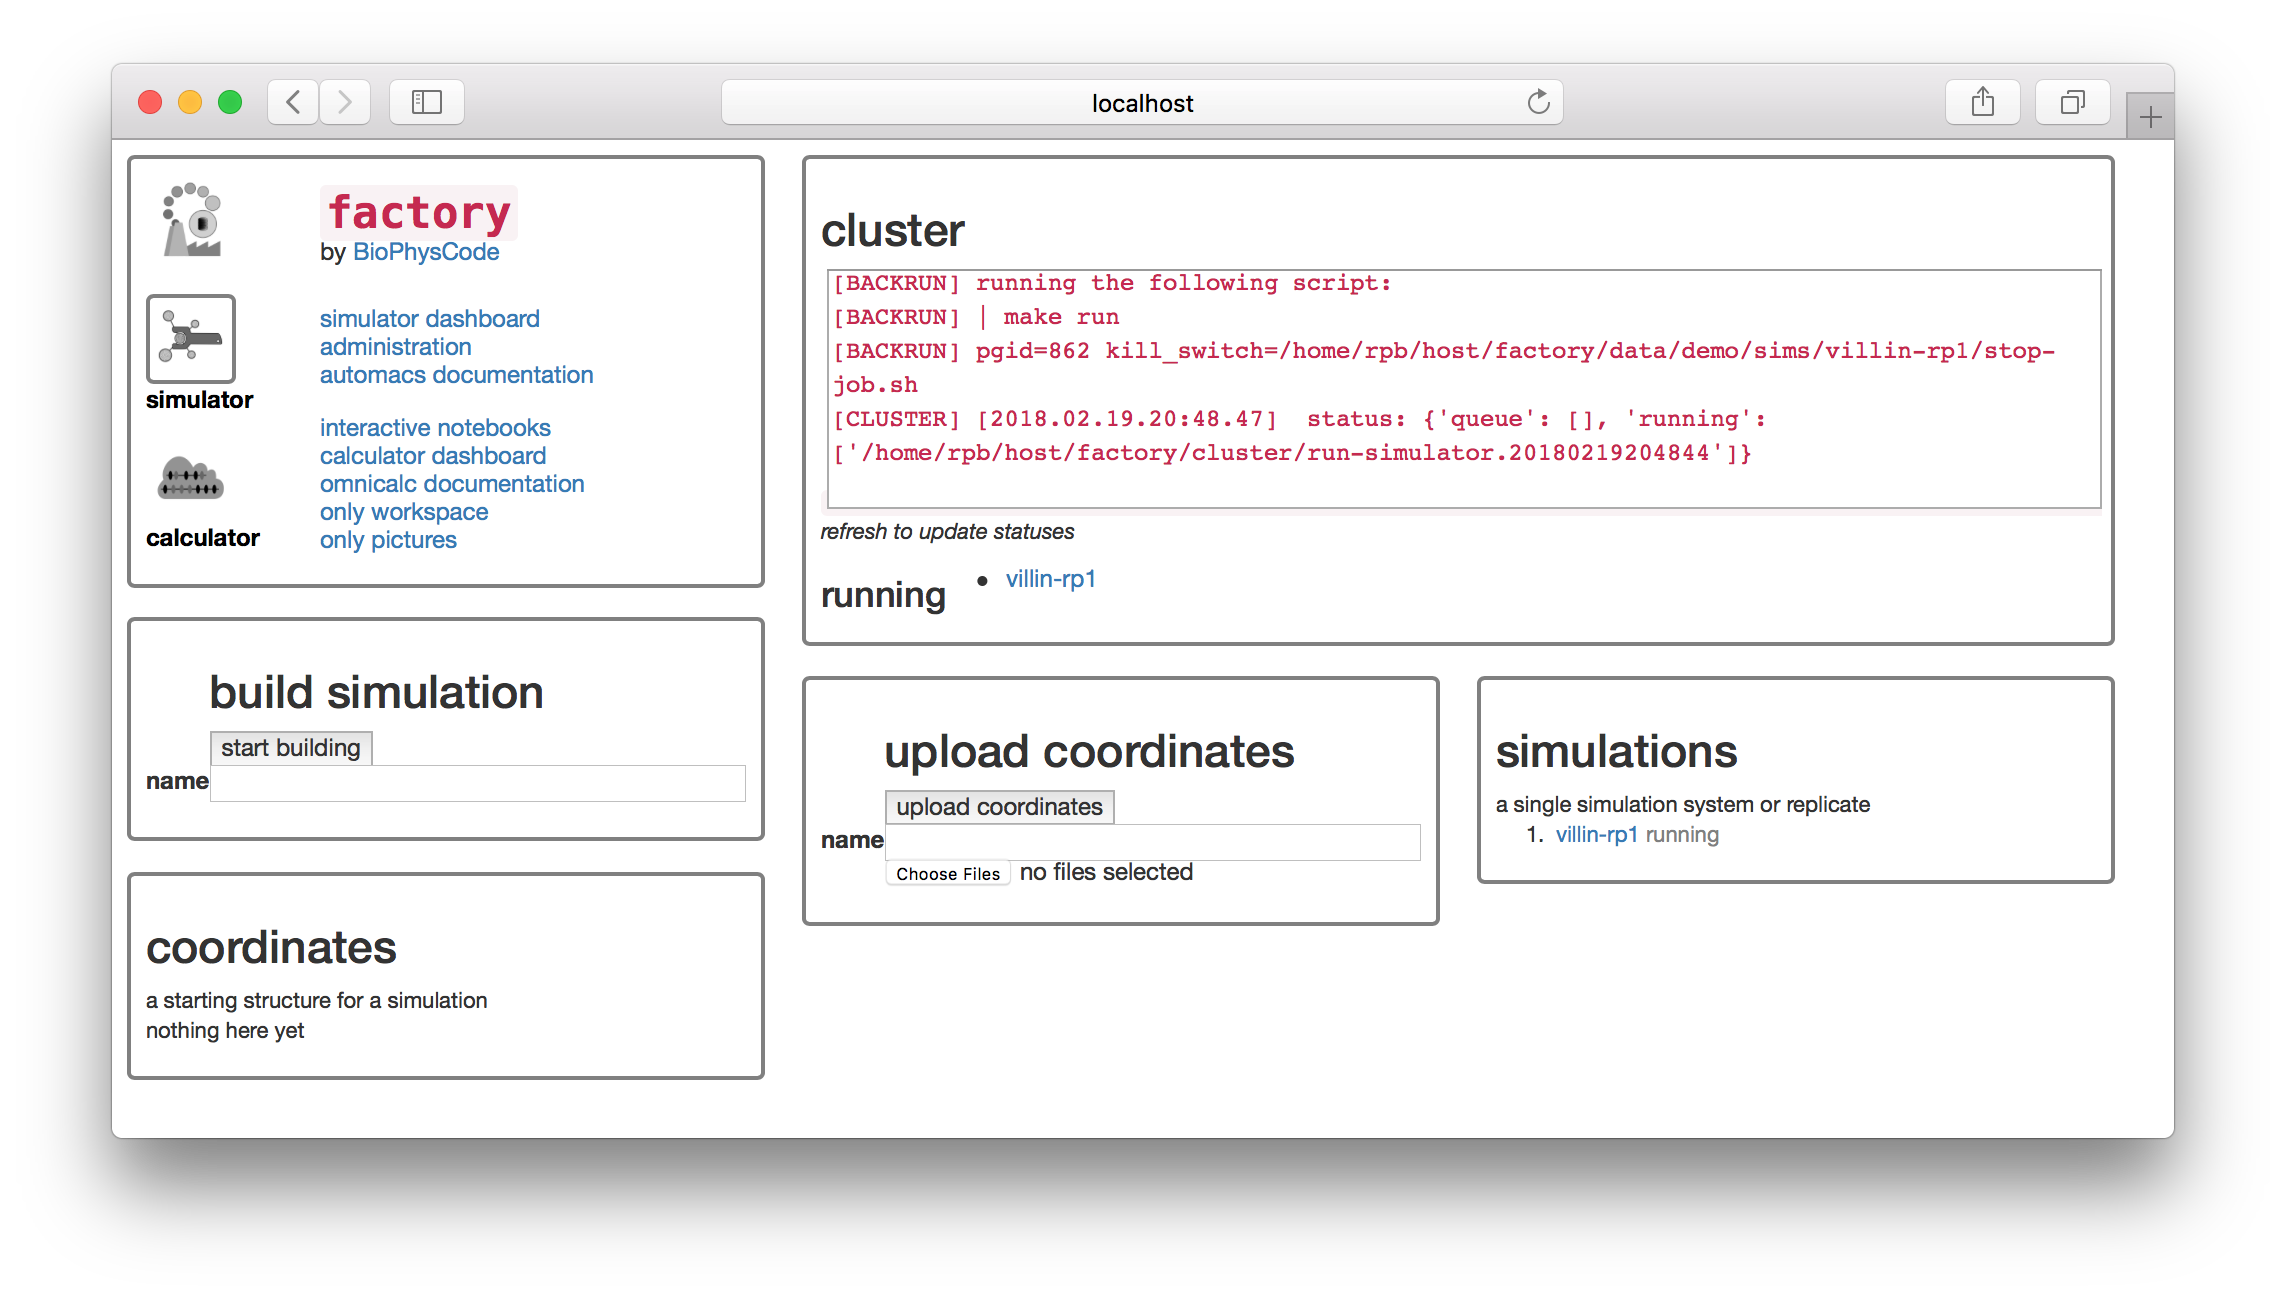 localhost
factory
by BioPhysCode
simulator dashboard
administration
automacs documentation
simulator
interactive notebooks
calculator dashboard
omnicalc documentation
only workspace
only pictures
calculator
cluster
[BACKRUN] running the following script:
[BACKRUN] | make run
[BACKRUN] pgid=862 kill_switch=/home/rpb/host/factory/data/demo/sims/villin-rp1/stop-
job.sh
[CLUSTER] [2018.02.19.20:48.47]  status: {'queue': [], 'running':
['/home/rpb/host/factory/cluster/run-simulator.20180219204844']}
refresh to update statuses
running
• villin-rp1
build simulation
start building
name
upload coordinates
upload coordinates
name
Choose Files no files selected
simulations
a single simulation system or replicate
1. villin-rp1 running
coordinates
a starting structure for a simulation
nothing here yet